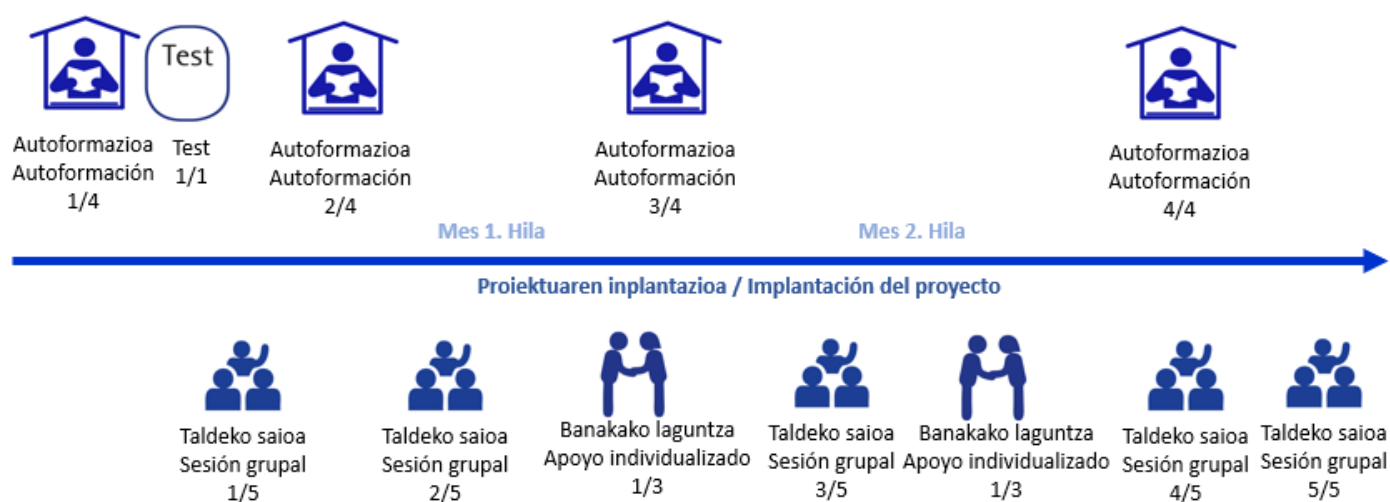 Test
Autoformazioa
Autoformación
1/4
Test
1/1
Autoformazioa
Autoformación
2/4
Autoformazioa
Autoformación
3/4
Autoformazioa
Autoformación
4/4
Mes 1. Hila
Mes 2. Hila
Proiektuaren inplantazioa / Implantación del proyecto
Taldeko saioa
Sesión grupal
1/5
Taldeko saioa
Sesión grupal
2/5
Banakako laguntza
Apoyo individualizado
1/3
Taldeko saioa
Sesión grupal
3/5
Banakako laguntza
Apoyo individualizado
1/3
Taldeko saioa
Sesión grupal
4/5
Taldeko saioa
Sesión grupal
5/5